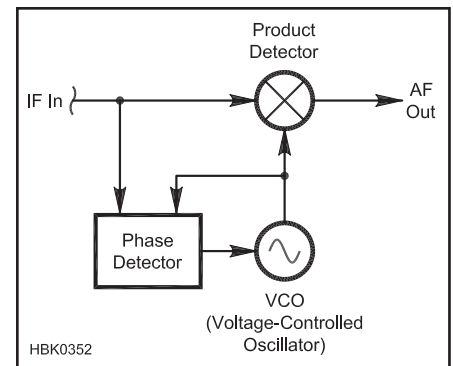 Product
Detector
IF In
AF
Out
Phase
Detector
VCO
(Voltage-Controlled
Oscillator)
HBK0352